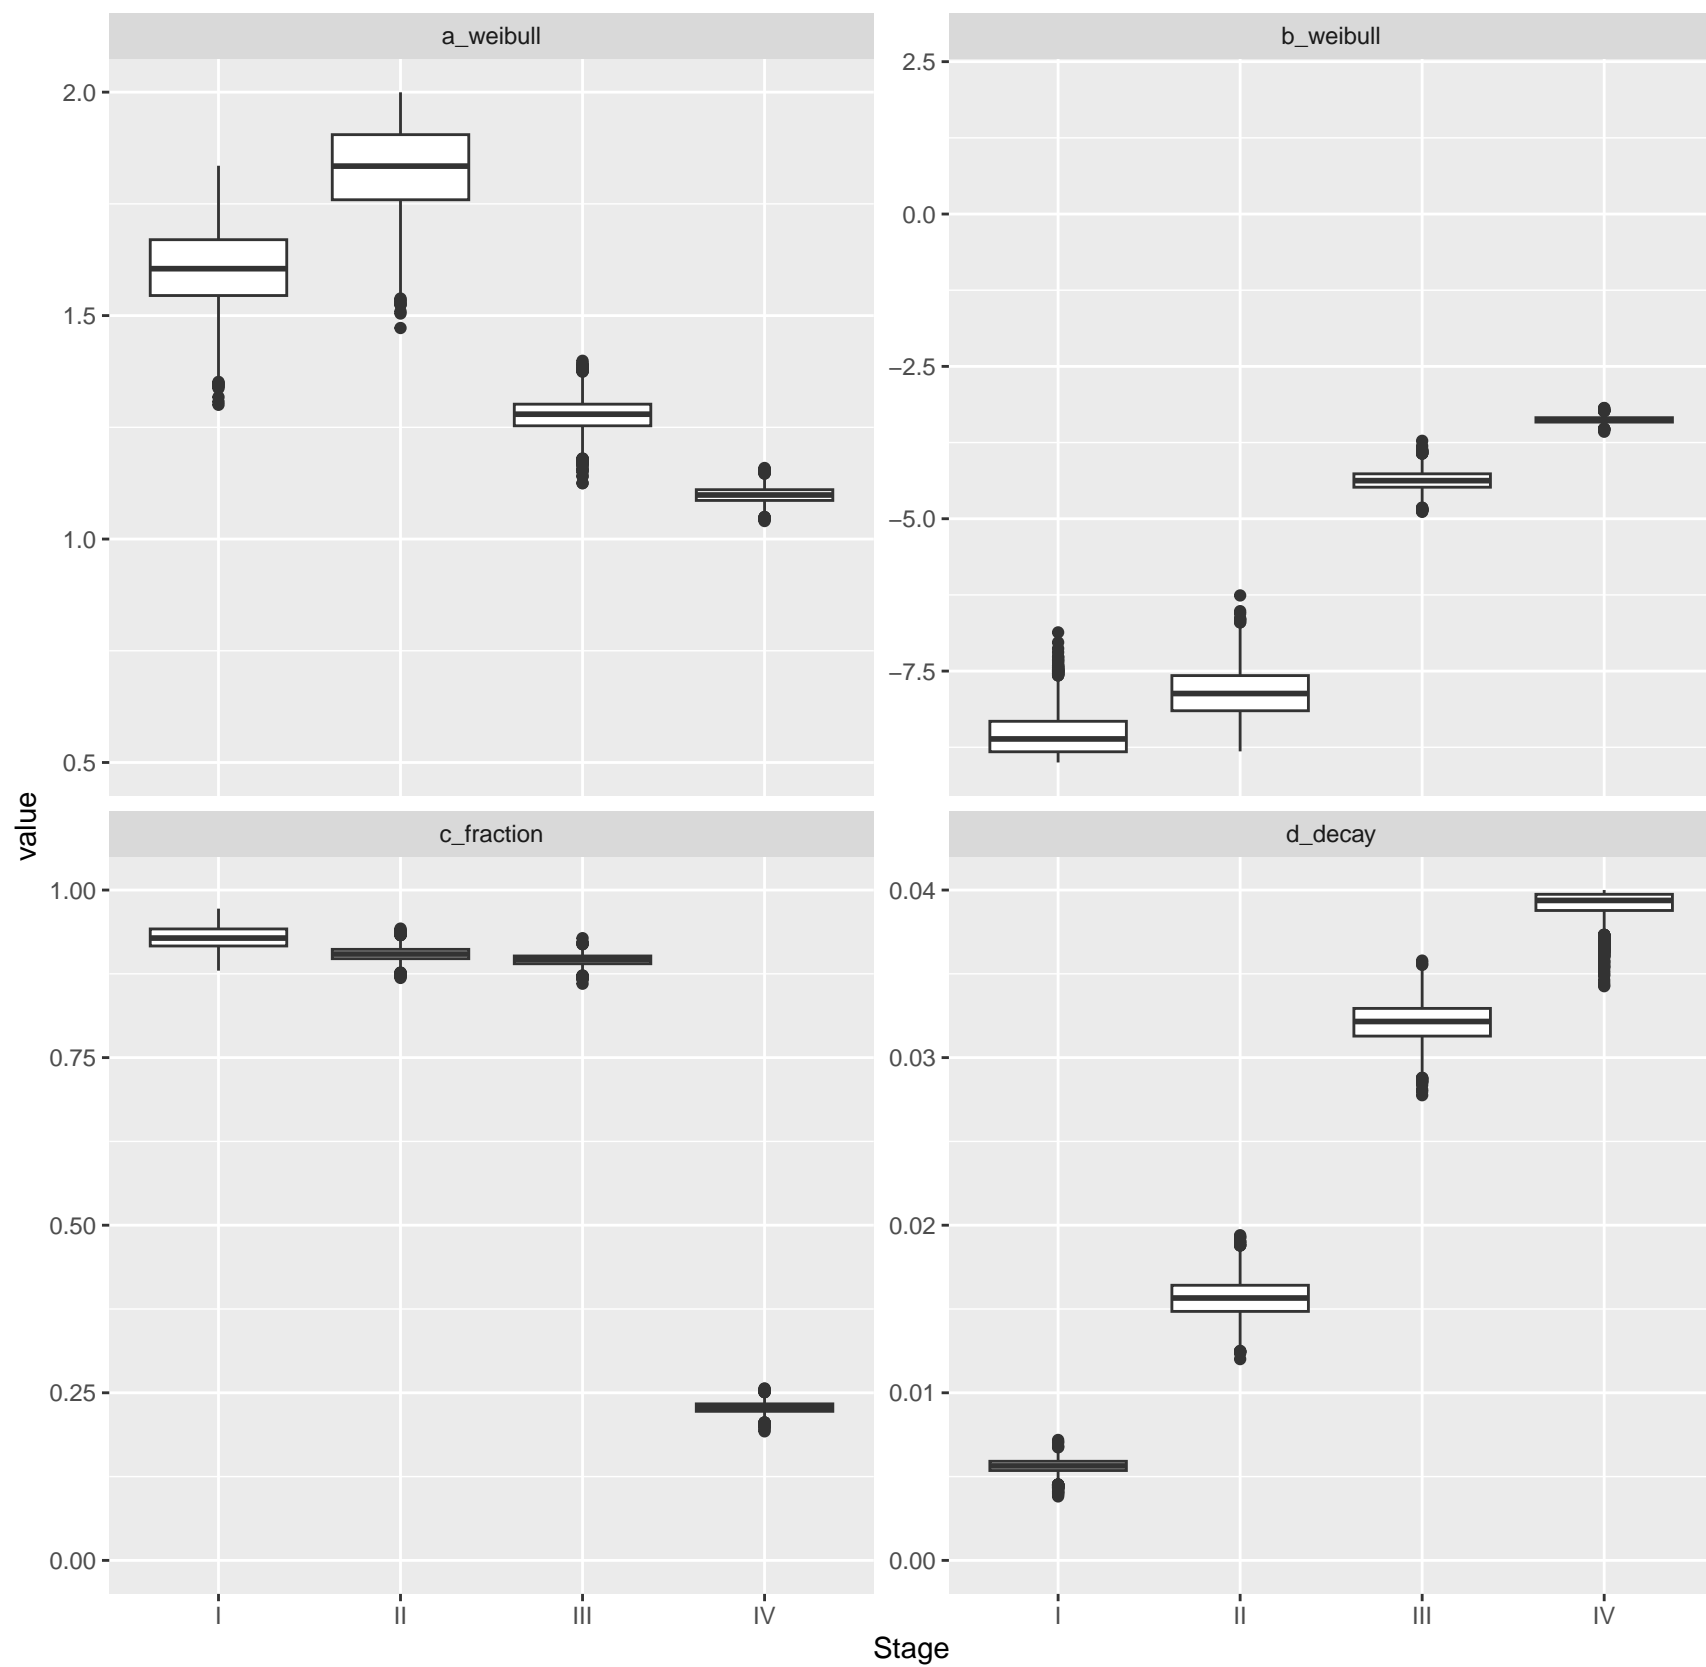 a_weibull
b_weibull
2.0
1.5
1.0
0.5
2.5
0.0
−2.5
−5.0
−7.5
value
c_fraction
d_decay
1.00
0.75
0.50
0.25
0.00
0.04
0.03
0.02
0.01
0.00
I II III IV
I II III IV
Stage